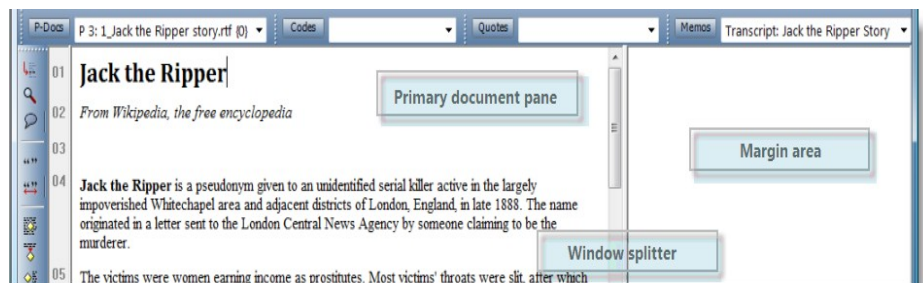 P-Docs P 3: 1_Jack the Ripper story.rtf (0) Codes Quotes Memos Transcript: Jack the Ripper Story
01 Jack the Ripper
Primary document pane
02 From Wikipedia, the free encyclopedia
03
Margin area
04 Jack the Ripper is a pseudonym given to an unidentified serial killer active in the largely
impoverished Whitechapel area and adjacent districts of London, England, in late 1888. The name
originated in a letter sent to the London Central News Agency by someone claiming to be the
murderer.
Window splitter
05 The victims were women earning income as prostitutes. Most victims' throats were slit, after which